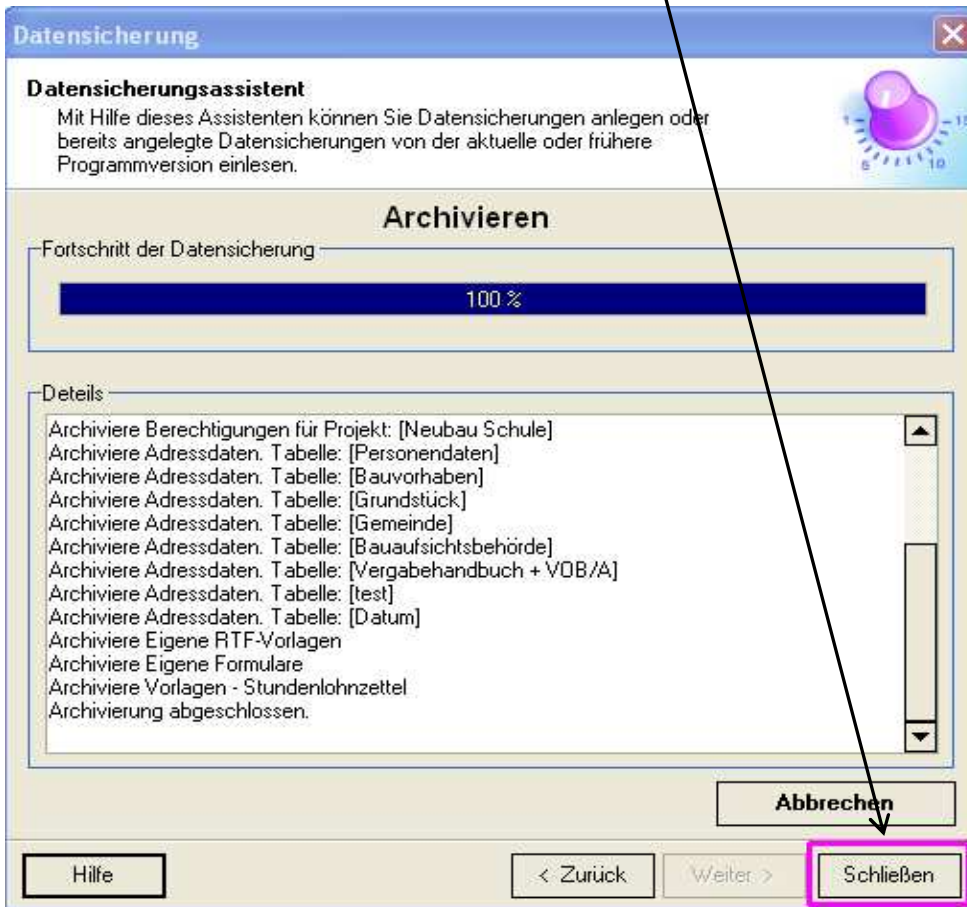 Datensicherung
Datensicherungsassistent
Mit Hilfe dieses Assistenten können Sie Datensicherungen anlegen oder
bereits angelegte Datensicherungen von der aktuelle oder frühere
Programmversion einlesen.
1 5 10 15
Archivieren
Fortschritt der Datensicherung
100 %
Deteils
Archiviere Berechtigungen für Projekt: [Neubau Schule]
Archiviere Adressdaten. Tabelle: [Personendaten]
Archiviere Adressdaten. Tabelle: [Bauvorhaben]
Archiviere Adressdaten. Tabelle: [Grundstück]
Archiviere Adressdaten. Tabelle: [Gemeinde]
Archiviere Adressdaten. Tabelle: [Bauaufsichtsbehörde]
Archiviere Adressdaten. Tabelle: [Vergabehandbuch + VOB/A]
Archiviere Adressdaten. Tabelle: [test]
Archiviere Adressdaten. Tabelle: [Datum]
Archiviere Eigene RTF-Vorlagen
Archiviere Eigene Formulare
Archiviere Vorlagen - Stundenlohnzettel
Archivierung abgeschlossen.
Abbrechen
Hilfe
< Zurück
Weiter >
Schließen